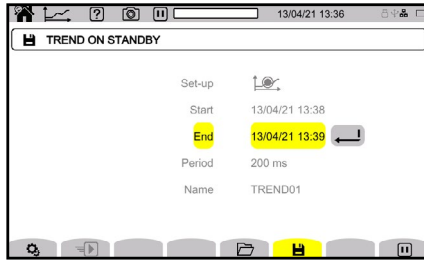 13/04/21 13:36
TREND ON STANDBY
Set-up
Start 13/04/21 13:38
End 13/04/21 13:39
Period 200 ms
Name TREND01